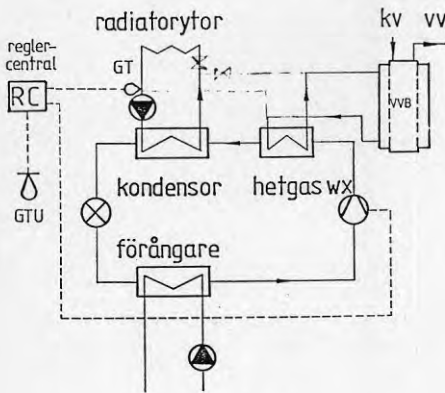 radiatorytor
kv
vv
regler-
central
GT
RC
VVB
GTU
kondensor
hetgas wx
förångare